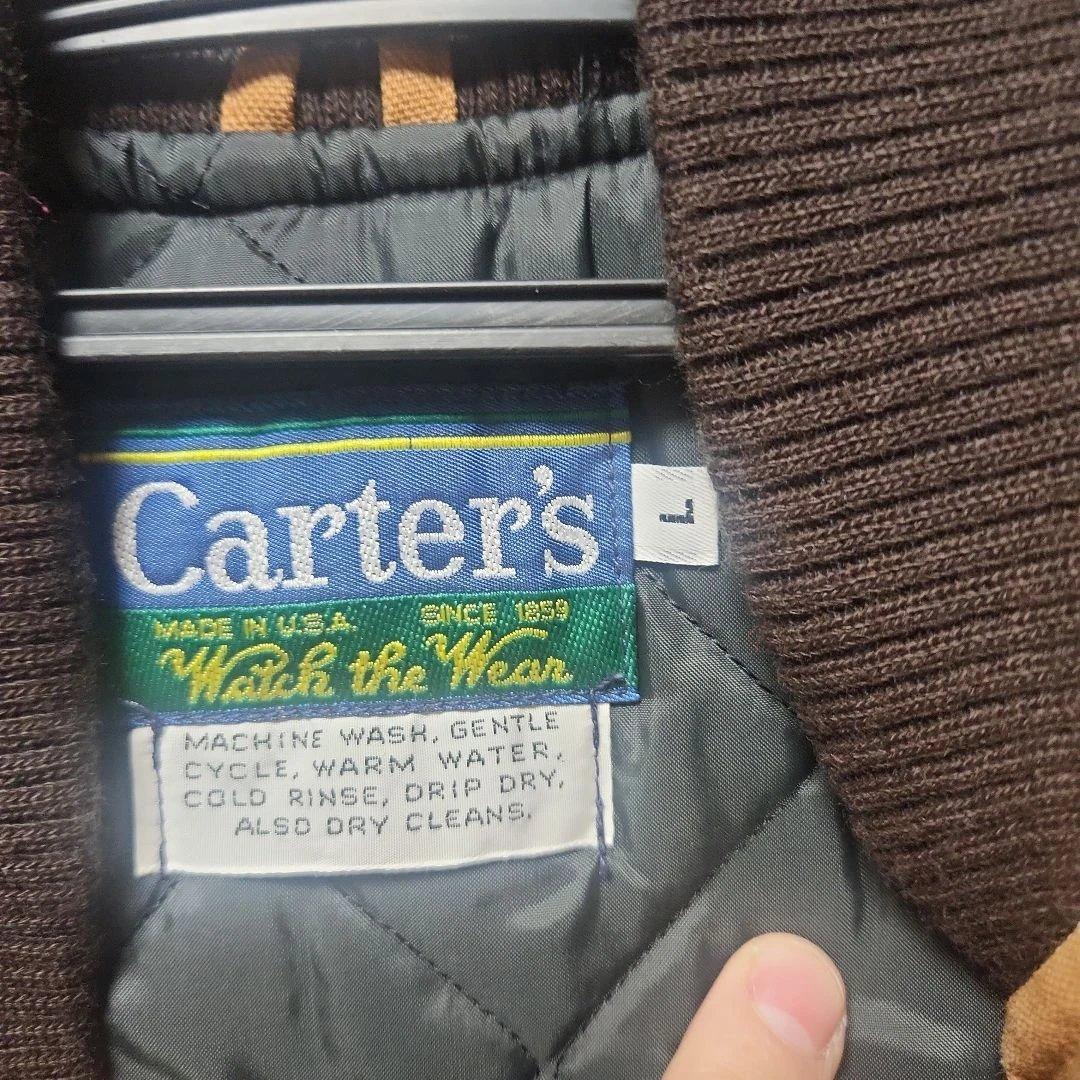 Carter's
L
MADE IN U.S.A. SINCE 1859
Watch the Wear
MACHINE WASH, GENTLE
CYCLE, WARM WATER,
COLD RINSE, DRIP DRY,
ALSO DRY CLEANS.